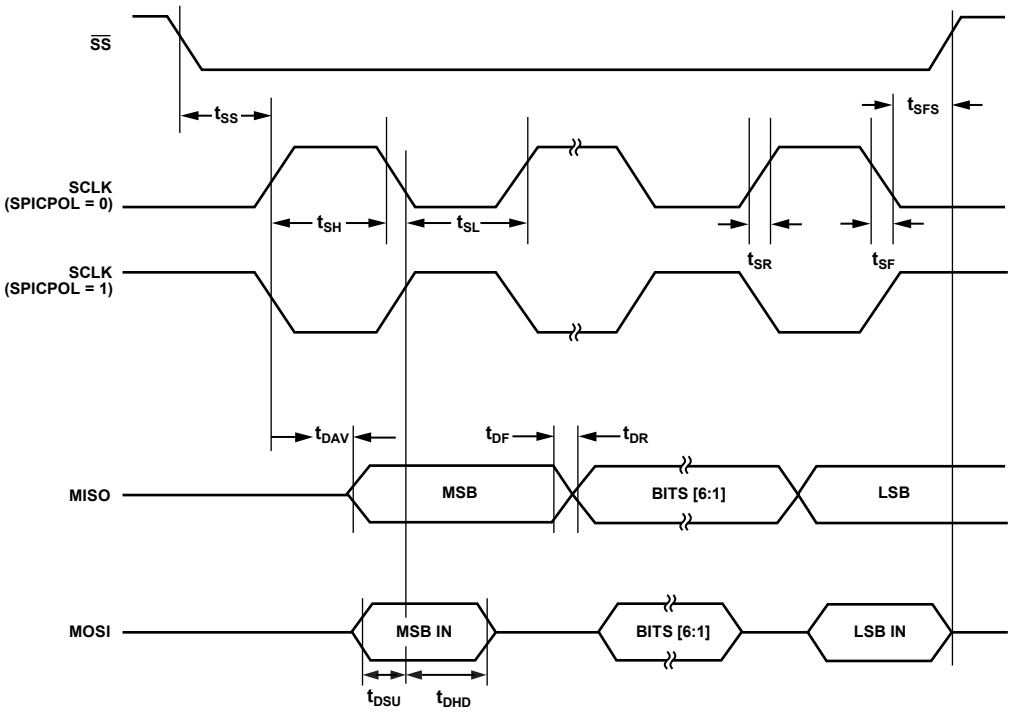 SS
tSS
tSFS
SCLK
(SPICPOL = 0)
tSH
tSL
tSR
tSF
SCLK
(SPICPOL = 1)
tDAV
tDF
tDR
MISO
MSB
BITS [6:1]
LSB
MOSI
MSB IN
BITS [6:1]
LSB IN
tDSU
tDHD